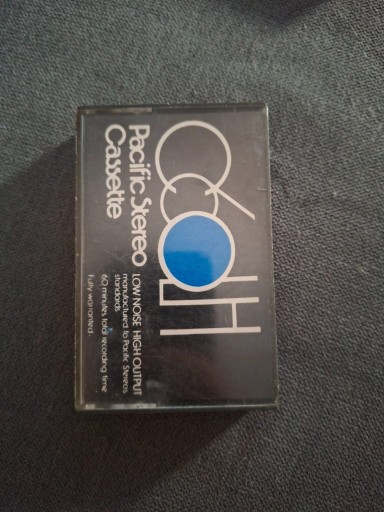 C60LH
Pacific Stereo
Cassette
LOW NOISE HIGH OUTPUT
manufactured to Pacific Stereo's
standards
60 minutes total recording time
Fully warranted.